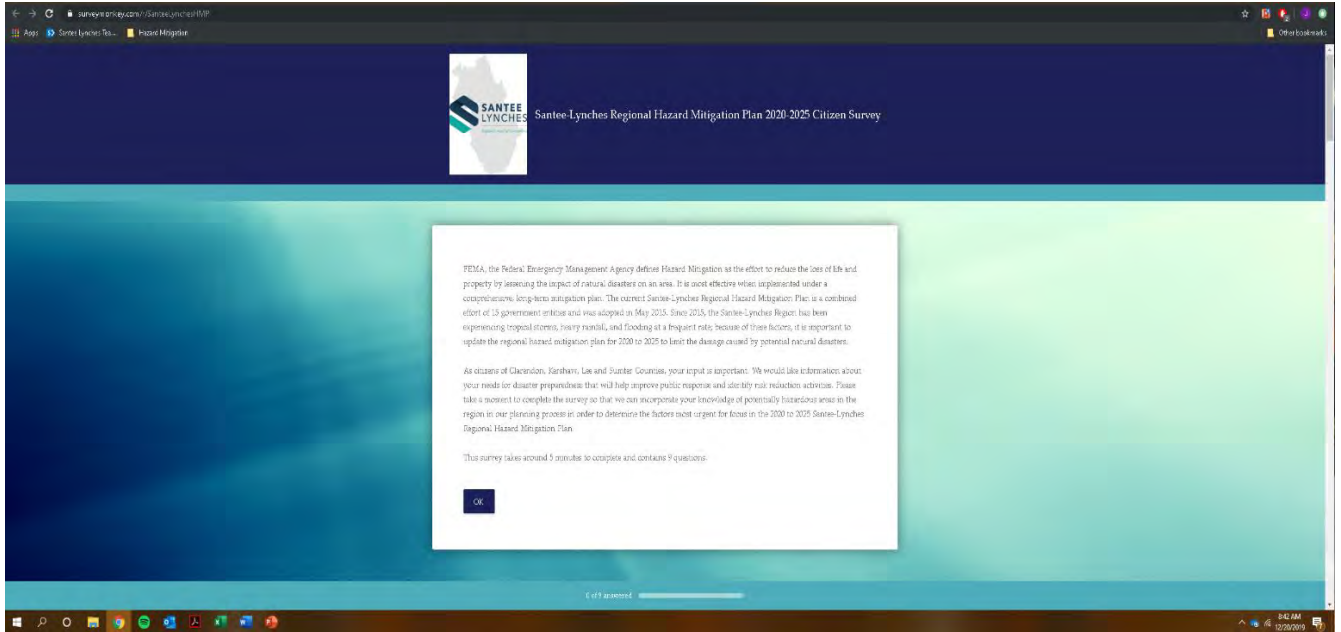 surveymonkey.com/r/SanteeLynchesHMP
Apps
Santee Lynches Tea...
Hazard Mitigation
Other bookmarks
SANTEE
LYNCHES
Santee-Lynches Regional Hazard Mitigation Plan 2020-2025 Citizen Survey
FEMA, the Federal Emergency Management Agency defines Hazard Mitigation as the effort to reduce the loss of life and
property by lessening the impact of natural disasters on an area. It is most effective when implemented under a
comprehensive, long-term mitigation plan. The current Santee-Lynches Regional Hazard Mitigation Plan is a combined
effort of 15 government entities and was adopted in May 2015. Since 2015, the Santee-Lynches Region has been
experiencing tropical storms, heavy rainfall, and flooding at a frequent rate; because of these factors, it is important to
update the regional hazard mitigation plan for 2020 to 2025 to limit the damage caused by potential natural disasters.
As citizens of Clarendon, Kershaw, Lee and Sumter Counties, your input is important. We would like information about
your needs for disaster preparedness that will help improve public response and identify risk reduction activities. Please
take a moment to complete the survey so that we can incorporate your knowledge of potentially hazardous areas in the
region in our planning process in order to determine the factors most urgent for focus in the 2020 to 2025 Santee-Lynches
Regional Hazard Mitigation Plan.
This survey takes around 5 minutes to complete and contains 9 questions.
OK
0 of 9 answered
8:42 AM
12/20/2019